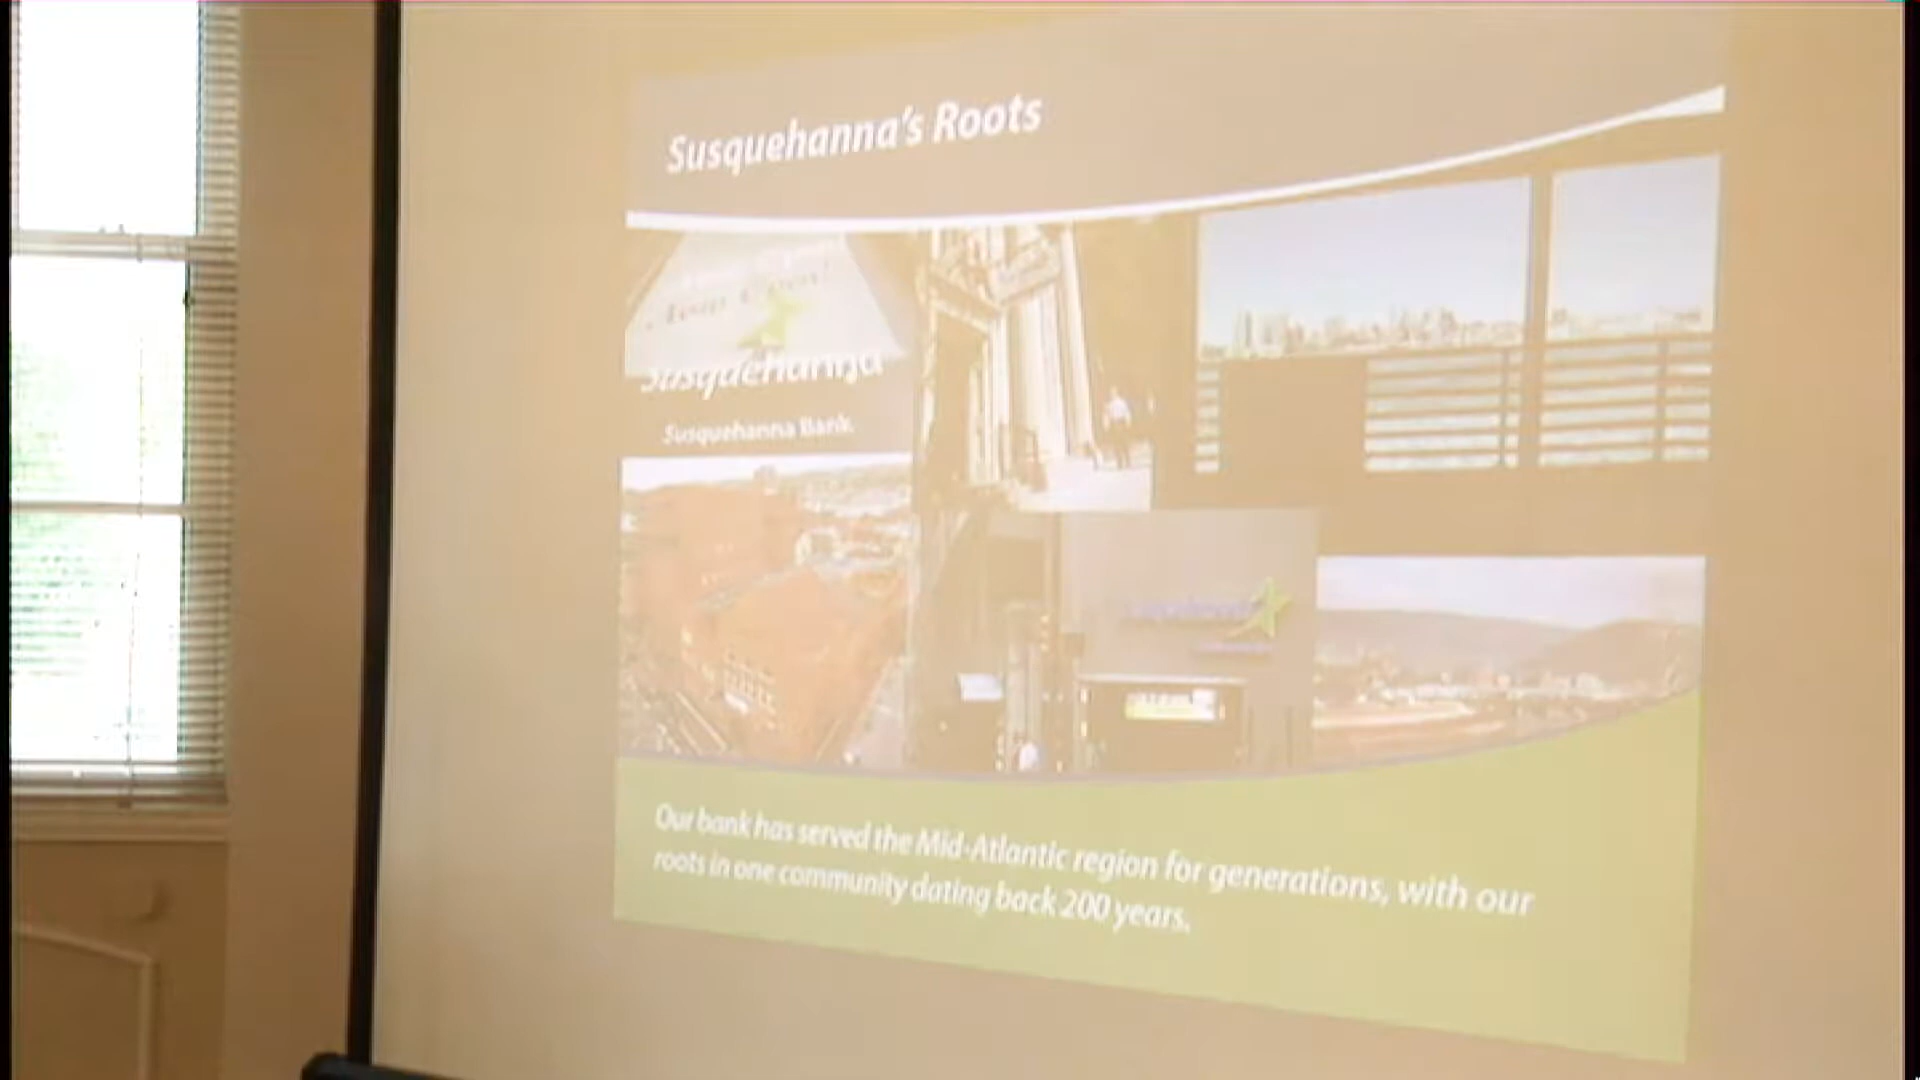 Susquehanna's Roots
Susquehanna
Susquehanna Bank.
Our bank has served the Mid-Atlantic region for generations, with our
roots in one community dating back 200 years.